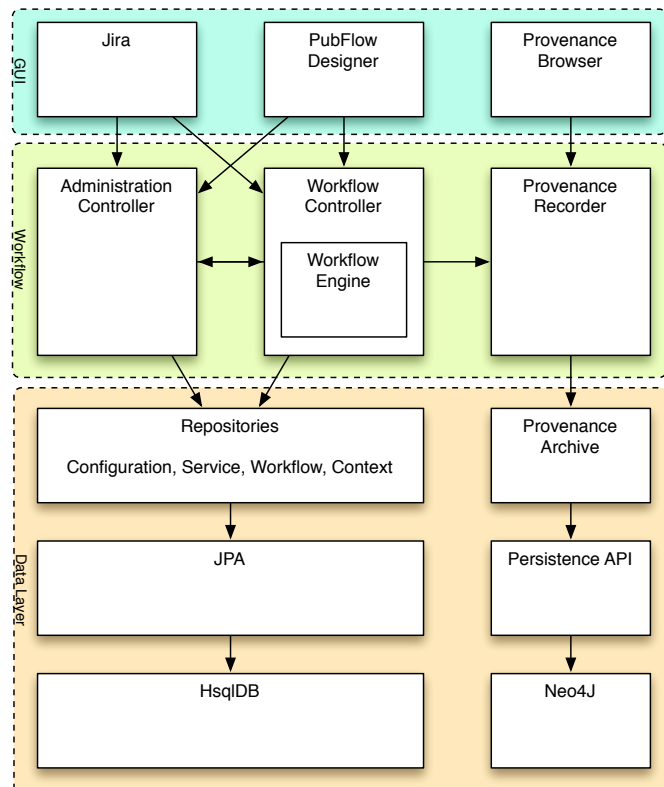 GUI
Jira
PubFlow
Designer
Provenance
Browser
Workflow
Administration
Controller
Workflow
Controller
Workflow
Engine
Provenance
Recorder
Data Layer
Repositories
Configuration, Service, Workflow, Context
Provenance
Archive
JPA
Persistence API
HsqlDB
Neo4J